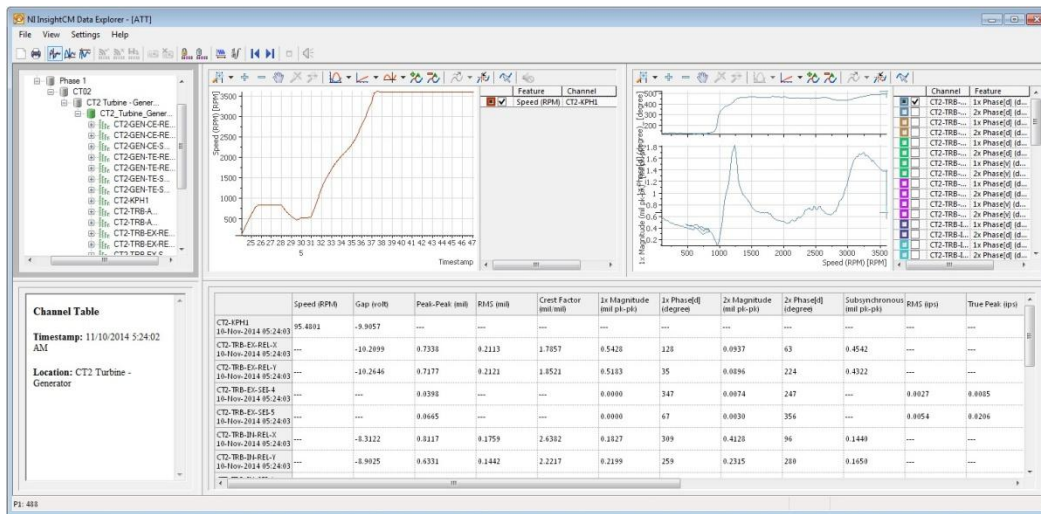 NI InsightCM Data Explorer - [ATT]
File View Settings Help
Phase 1
CT02
CT2 Turbine - Gener...
CT2_Turbine_Gener...
CT2-GEN-CE-RE...
CT2-GEN-CE-S...
CT2-GEN-TE-RE...
CT2-GEN-TE-S...
CT2-KPH1
CT2-TRB-A...
CT2-TRB-A...
CT2-TRB-EX-RE...
CT2-TRB-EX-RE...
CT2-TRB-EX-S...
Speed (RPM) [RPM]
3500
3000
2500
2000
1500
1000
500
25 26 27 28 29 30 31 32 33 34 35 36 37 38 39 40 41 42 43 44 45 46 47
5
Timestamp
Feature Channel
Speed (RPM) CT2-KPH1
500
400
300
200
1x Magnitude (mil pk-pk)
1.8
1.6
1.4
1.2
1
0.8
0.6
0.4
0.2
500 1000 1500 2000 2500 3000 3500
Speed (RPM) [RPM]
Channel Feature
CT2-TRB-... 1x Phase[d] (d...
CT2-TRB-... 2x Phase[d] (d...
CT2-TRB-... 1x Phase[d] (d...
CT2-TRB-... 2x Phase[d] (d...
CT2-TRB-... 1x Phase[v] (d...
CT2-TRB-... 2x Phase[v] (d...
CT2-TRB-... 1x Phase[d] (d...
CT2-TRB-... 2x Phase[d] (d...
CT2-TRB-... 1x Phase[v] (d...
CT2-TRB-... 2x Phase[v] (d...
CT2-TRB-I... 1x Phase[d] (d...
CT2-TRB-I... 2x Phase[d] (d...
CT2-TRB-I... 1x Phase[d] (d...
CT2-TRB-I... 2x Phase[d] (d...
Channel Table
Timestamp: 11/10/2014 5:24:02
AM
Location: CT2 Turbine -
Generator
Speed (RPM) Gap (volt) Peak-Peak (mil) RMS (mil) Crest Factor (mil/mil) 1x Magnitude (mil pk-pk) 1x Phase[d] (degree) 2x Magnitude (mil pk-pk) 2x Phase[d] (degree) Subsynchronous (mil pk-pk) RMS (ips) True Peak (ips)
CT2-KPH1
10-Nov-2014 05:24:03 95.4801 -9.9057 --- --- --- --- --- --- --- --- --- ---
CT2-TRB-EX-REL-X
10-Nov-2014 05:24:03 --- -10.2099 0.7338 0.2113 1.7857 0.5428 128 0.0937 63 0.4542 --- ---
CT2-TRB-EX-REL-Y
10-Nov-2014 05:24:03 --- -10.2646 0.7177 0.2121 1.8521 0.5183 35 0.0896 224 0.4322 --- ---
CT2-TRB-EX-SEI-4
10-Nov-2014 05:24:03 --- --- 0.0398 --- --- 0.0000 347 0.0074 247 --- 0.0027 0.0085
CT2-TRB-EX-SEI-5
10-Nov-2014 05:24:03 --- --- 0.0665 --- --- 0.0000 67 0.0030 356 --- 0.0054 0.0206
CT2-TRB-IN-REL-X
10-Nov-2014 05:24:03 --- -8.3122 0.8117 0.1759 2.6382 0.1827 309 0.4128 96 0.1440 --- ---
CT2-TRB-IN-REL-Y
10-Nov-2014 05:24:03 --- -8.9025 0.6331 0.1442 2.2217 0.2199 259 0.2315 280 0.1650 --- ---
P1: 488